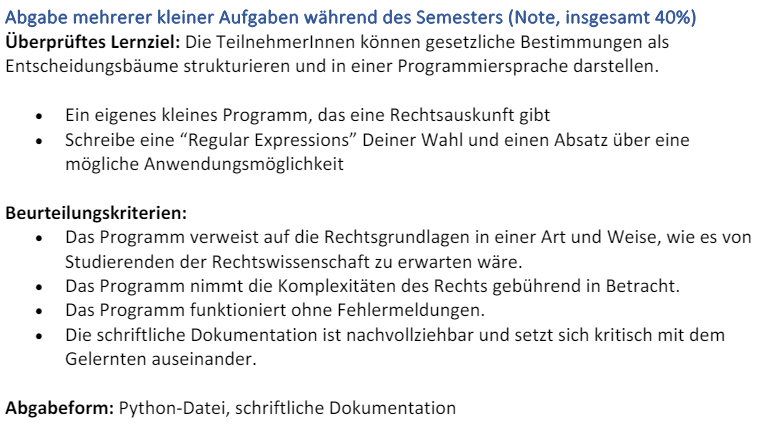 Abgabe mehrerer kleiner Aufgaben während des Semesters (Note, insgesamt 40%)
Überprüftes Lernziel: Die TeilnehmerInnen können gesetzliche Bestimmungen als
Entscheidungsbäume strukturieren und in einer Programmiersprache darstellen.
• Ein eigenes kleines Programm, das eine Rechtsauskunft gibt
• Schreibe eine “Regular Expressions” Deiner Wahl und einen Absatz über eine
mögliche Anwendungsmöglichkeit
Beurteilungskriterien:
• Das Programm verweist auf die Rechtsgrundlagen in einer Art und Weise, wie es von
Studierenden der Rechtswissenschaft zu erwarten wäre.
• Das Programm nimmt die Komplexitäten des Rechts gebührend in Betracht.
• Das Programm funktioniert ohne Fehlermeldungen.
• Die schriftliche Dokumentation ist nachvollziehbar und setzt sich kritisch mit dem
Gelernten auseinander.
Abgabeform: Python-Datei, schriftliche Dokumentation